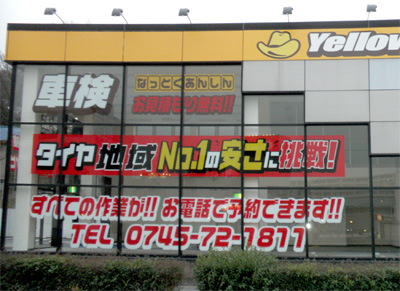 Yellow
車検
なっとくあんしん
お見積もり無料!!
タイヤ地域No.1の安さに挑戦!
すべての作業が!! お電話で予約できます!!
TEL 0745-72-1811